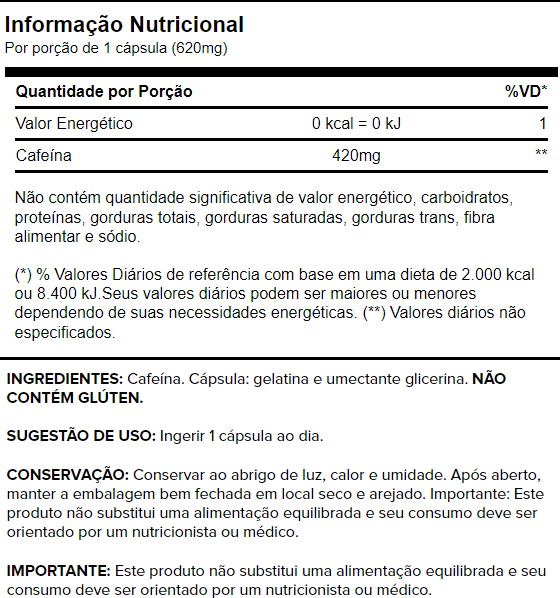 Informação Nutricional
Por porção de 1 cápsula (620mg)
Quantidade por Porção %VD*
Valor Energético 0 kcal = 0 kJ 1
Cafeína 420mg **
Não contém quantidade significativa de valor energético, carboidratos,
proteínas, gorduras totais, gorduras saturadas, gorduras trans, fibra
alimentar e sódio.
(*) % Valores Diários de referência com base em uma dieta de 2.000 kcal
ou 8.400 kJ.Seus valores diários podem ser maiores ou menores
dependendo de suas necessidades energéticas. (**) Valores diários não
especificados.
INGREDIENTES: Cafeína. Cápsula: gelatina e umectante glicerina. NÃO
CONTÉM GLÚTEN.
SUGESTÃO DE USO: Ingerir 1 cápsula ao dia.
CONSERVAÇÃO: Conservar ao abrigo de luz, calor e umidade. Após aberto,
manter a embalagem bem fechada em local seco e arejado. Importante: Este
produto não substitui uma alimentação equilibrada e seu consumo deve ser
orientado por um nutricionista ou médico.
IMPORTANTE: Este produto não substitui uma alimentação equilibrada e seu
consumo deve ser orientado por um nutricionista ou médico.